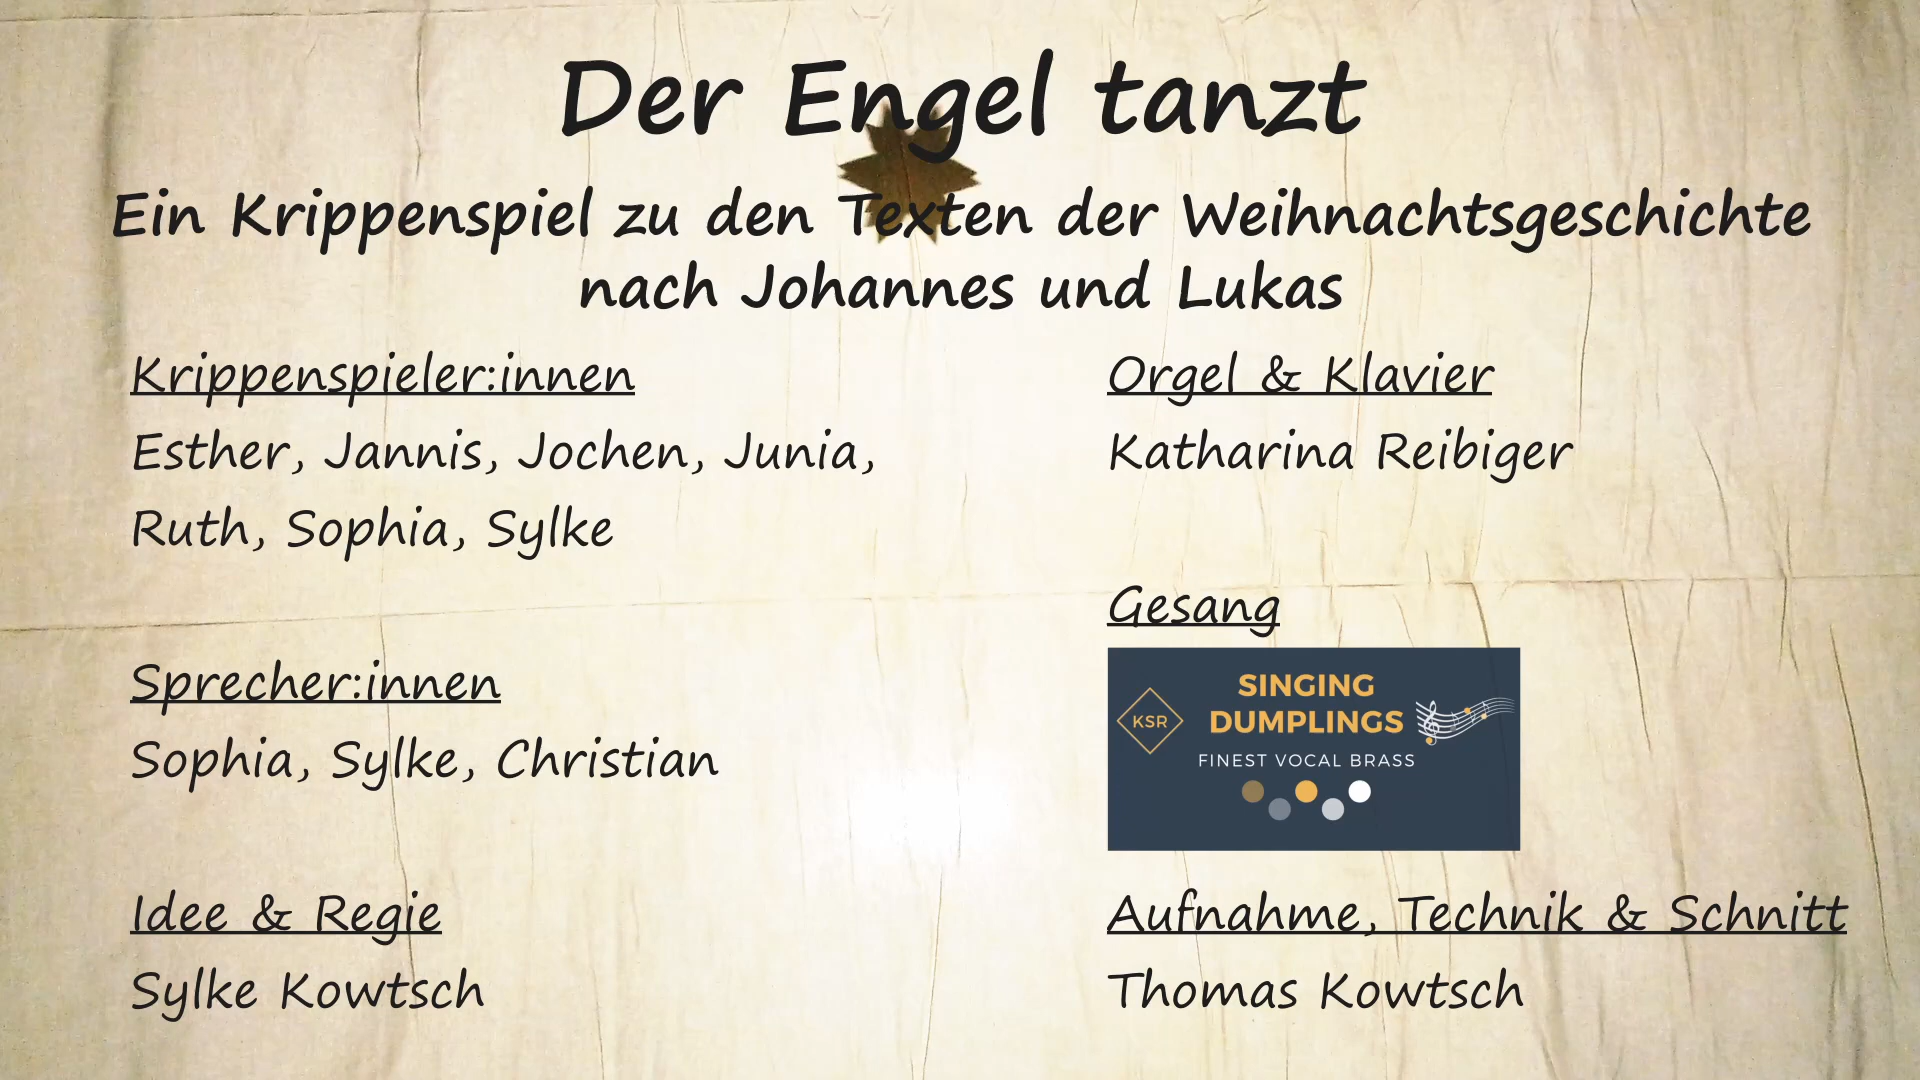 Der Engel tanzt
Ein Krippenspiel zu den Texten der Weihnachtsgeschichte
nach Johannes und Lukas
Krippenspieler:innen
Esther, Jannis, Jochen, Junia,
Ruth, Sophia, Sylke
Sprecher:innen
Sophia, Sylke, Christian
Idee & Regie
Sylke Kowtsch
Orgel & Klavier
Katharina Reibiger
Gesang
KSR
SINGING
DUMPLINGS
FINEST VOCAL BRASS
Aufnahme, Technik & Schnitt
Thomas Kowtsch